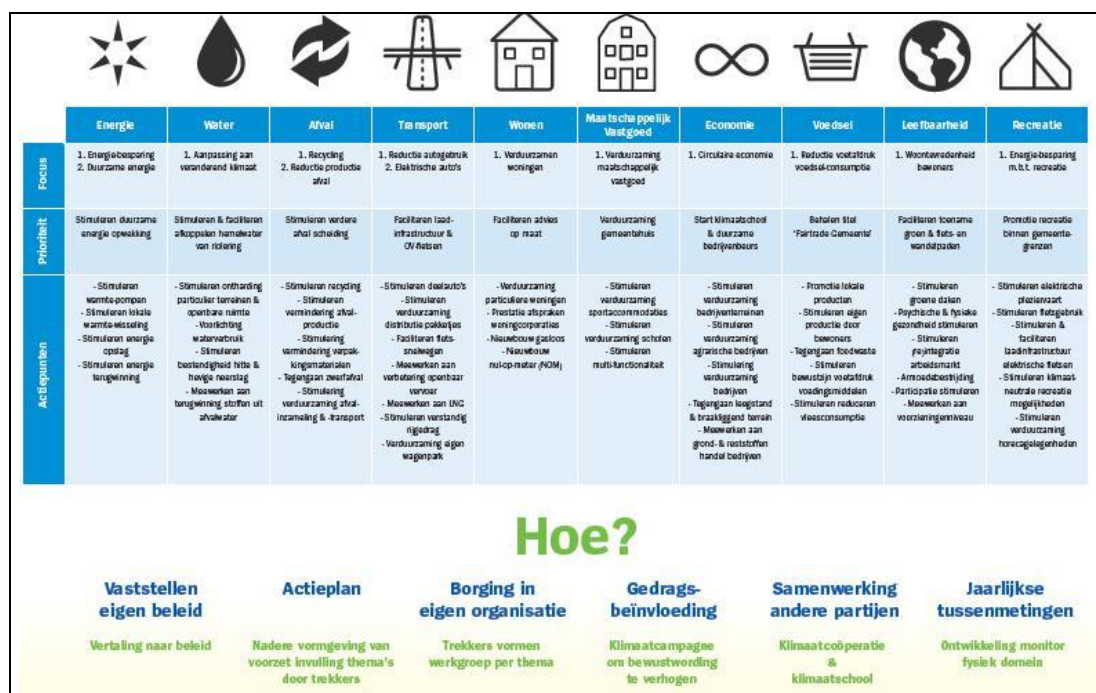 Energie
Water
Afval
Transport
Wonen
Maatschappelijk
Vastgoed
Economie
Voedsel
Leefbaarheid
Recreatie
Focus
1. Energie-besparing
2. Duurzame energie
1. Aanpassing aan
veranderend klimaat
1. Recycling
2. Reductie productie
afval
1. Reductie autogebruik
2. Elektrische auto's
1. Verduurzamen
woningen
1. Verduurzaming
maatschappelijk
vastgoed
1. Circulaire economie
1. Reductie voetafdruk
voedsel-consumptie
1. Woontevredenheid
bewoners
1. Energie-besparing
m.b.t. recreatie
Prioriteit
Stimuleren duurzame
energie opwekking
Stimuleren & faciliteren
afkoppelen hemelwater
van riolering
Stimuleren verdere
afval scheiding
Faciliteren laad-
infrastructuur &
OV-fietsen
Faciliteren advies
op maat
Verduurzaming
gemeentehuis
Start klimaatschool
& duurzame
bedrijvenbeurs
Behalen titel
'Fairtrade Gemeente'
Faciliteren toename
groen & fiets- en
wandelpaden
Promotie recreatie
binnen gemeente-
grenzen
Actiepunten
- Stimuleren
warmte-pompen
- Stimuleren lokale
warmte-wisseling
- Stimuleren energie
opslag
- Stimuleren energie
terugwinning
- Stimuleren ontharding
particulier terreinen &
openbare ruimte
- Voorlichting
waterverbruik
- Stimuleren
bestendigheid hitte &
hevige neerslag
- Meewerken aan
terugwinning stoffen uit
afvalwater
- Stimuleren recycling
- Stimuleren
vermindering afval-
productie
- Stimulering
vermindering verpak-
kingsmaterialen
- Tegengaan zwerfafval
- Stimulering
verduurzaming afval-
inzameling & -transport
- Stimuleren deelauto's
- Stimuleren
verduurzaming
distributie pakketjes
- Faciliteren fiets-
snelwegen
- Meewerken aan
verbetering openbaar
vervoer
- Meewerken aan LNG
- Stimuleren verstandig
rijgedrag
- Verduurzaming eigen
wagenpark
- Verduurzaming
particuliere woningen
- Prestatie afspraken
woningcorporaties
- Nieuwbouw gasloos
- Nieuwbouw
nul-op-meter (NOM)
- Stimuleren
verduurzaming
sportaccommodaties
- Stimuleren
verduurzaming scholen
- Stimuleren
multi-functionaliteit
- Stimuleren
verduurzaming
bedrijventerreinen
- Stimuleren
verduurzaming
agrarische bedrijven
- Stimulering
verduurzaming
bedrijven
- Tegengaan leegstand
& braakliggend terrein
- Meewerken aan
grond- & reststoffen
handel bedrijven
- Promotie lokale
producten
- Stimuleren eigen
productie door
bewoners
- Tegengaan foodwaste
- Stimuleren
bewustzijn voetafdruk
voedingsmiddelen
- Stimuleren reduceren
vleesconsumptie
- Stimuleren
groene daken
- Psychische & fysieke
gezondheid stimuleren
- Stimuleren
(re)integratie
arbeidsmarkt
- Armoedebestrijding
- Participatie stimuleren
- Meewerken aan
voorzieningenniveau
- Stimuleren elektrische
pleziervaart
- Stimuleren fietsgebruik
- Stimuleren &
faciliteren
laadinfrastructuur
elektrische fietsen
- Stimuleren klimaat-
neutrale recreatie
mogelijkheden
- Stimuleren
verduurzaming
horecagelegenheden
Hoe?
Vaststellen
eigen beleid
Vertaling naar beleid
Actieplan
Nadere vormgeving van
voorzet invulling thema's
door trekkers
Borging in
eigen organisatie
Trekkers vormen
werkgroep per thema
Gedrags-
beïnvloeding
Klimaatcampagne
om bewustwording
te verhogen
Samenwerking
andere partijen
Klimaatcoöperatie
&
klimaatschool
Jaarlijkse
tussenmetingen
Ontwikkeling monitor
fysiek domein